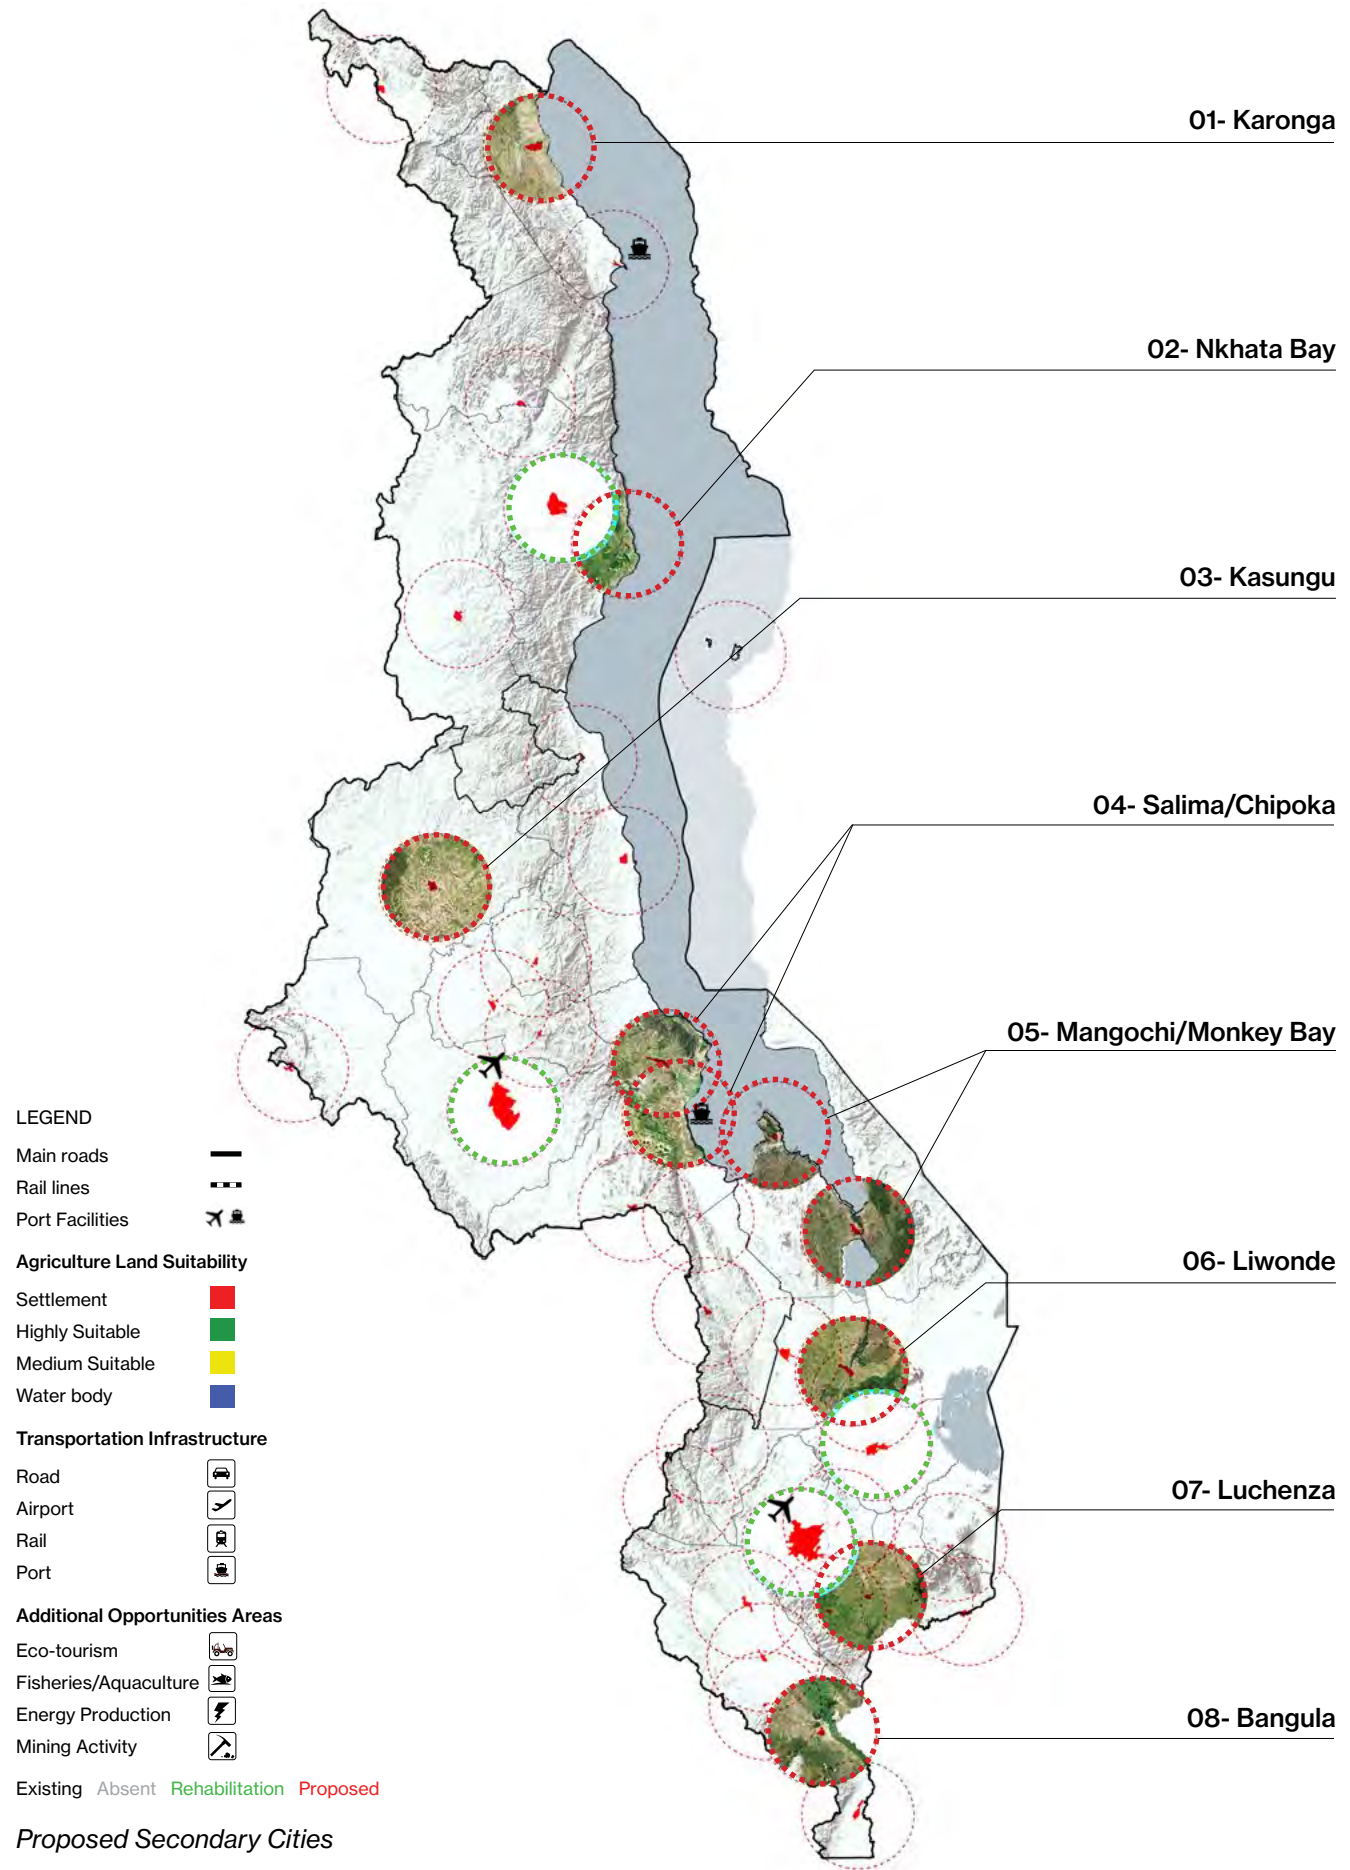 01- Karonga
02- Nkhata Bay
03- Kasungu
04- Salima/Chipoka
05- Mangochi/Monkey Bay
06- Liwonde
07- Luchenza
08- Bangula
LEGEND
Main roads
Rail lines
Port Facilities
Agriculture Land Suitability
Settlement
Highly Suitable
Medium Suitable
Water body
Transportation Infrastructure
Road
Airport
Rail
Port
Additional Opportunities Areas
Eco-tourism
Fisheries/Aquaculture
Energy Production
Mining Activity
Existing Absent Rehabilitation Proposed
Proposed Secondary Cities